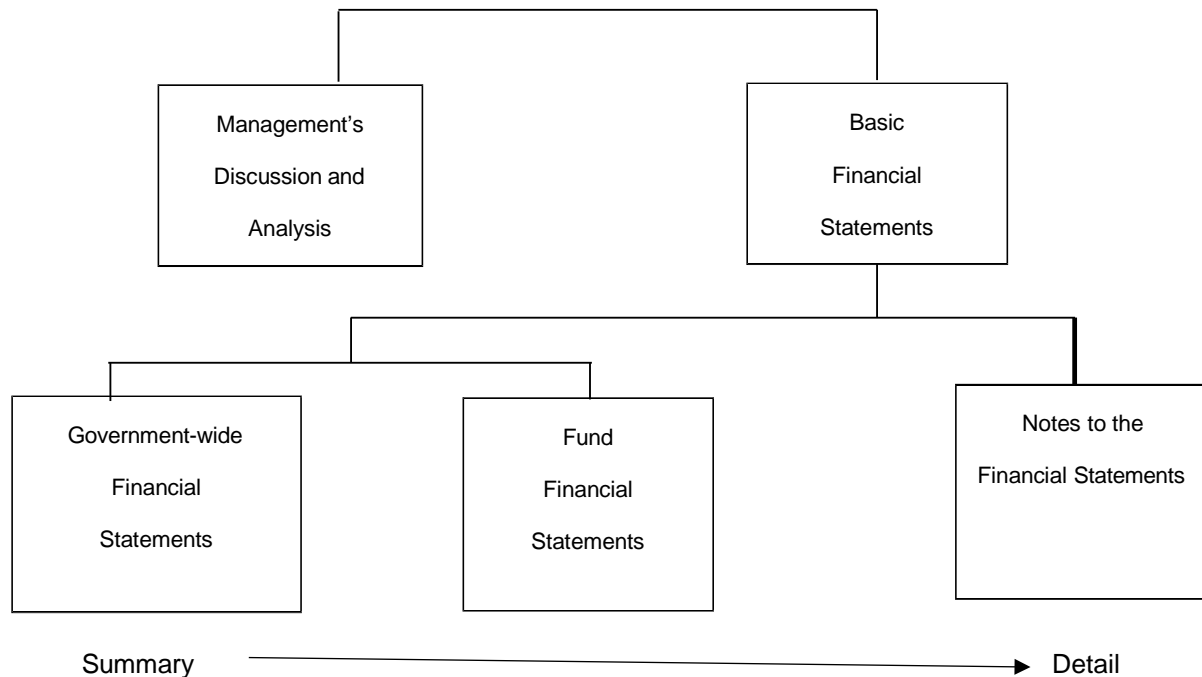 Management’s
Discussion and
Analysis
Basic
Financial
Statements
Government-wide
Financial
Statements
Fund
Financial
Statements
Notes to the
Financial Statements
Summary
Detail